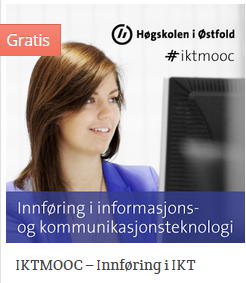 Høgskolen i Østfold
Gratis
#iktmooc
Innføring i informasjons-
og kommunikasjonsteknologi
IKTMOOC – Innføring i IKT